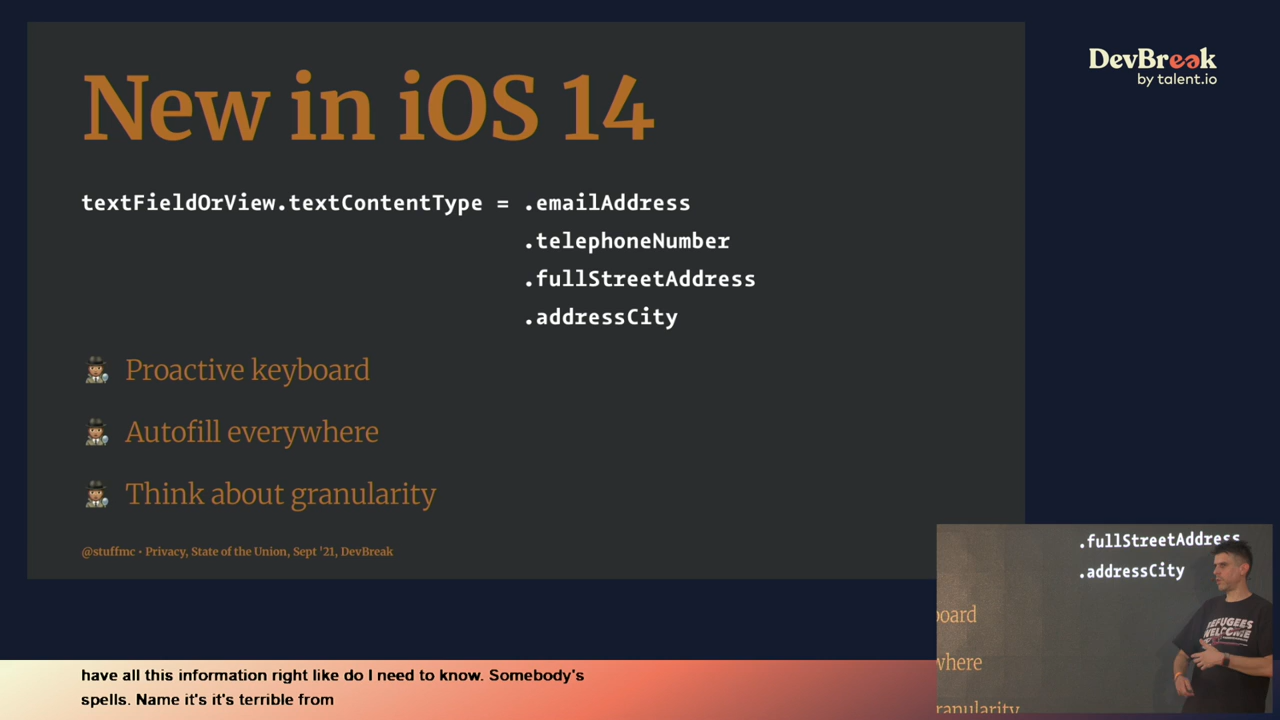 New in iOS 14
DevBreak
by talent.io
textFieldOrView.textContentType = .emailAddress
.telephoneNumber
.fullStreetAddress
.addressCity
Proactive keyboard
Autofill everywhere
Think about granularity
@stuffmc • Privacy, State of the Union, Sept '21, DevBreak
.fullStreetAddress
.addressCity
board
where
ranularity
REFUGEES
WELCOME
have all this information right like do I need to know. Somebody's
spells. Name it's it's terrible from